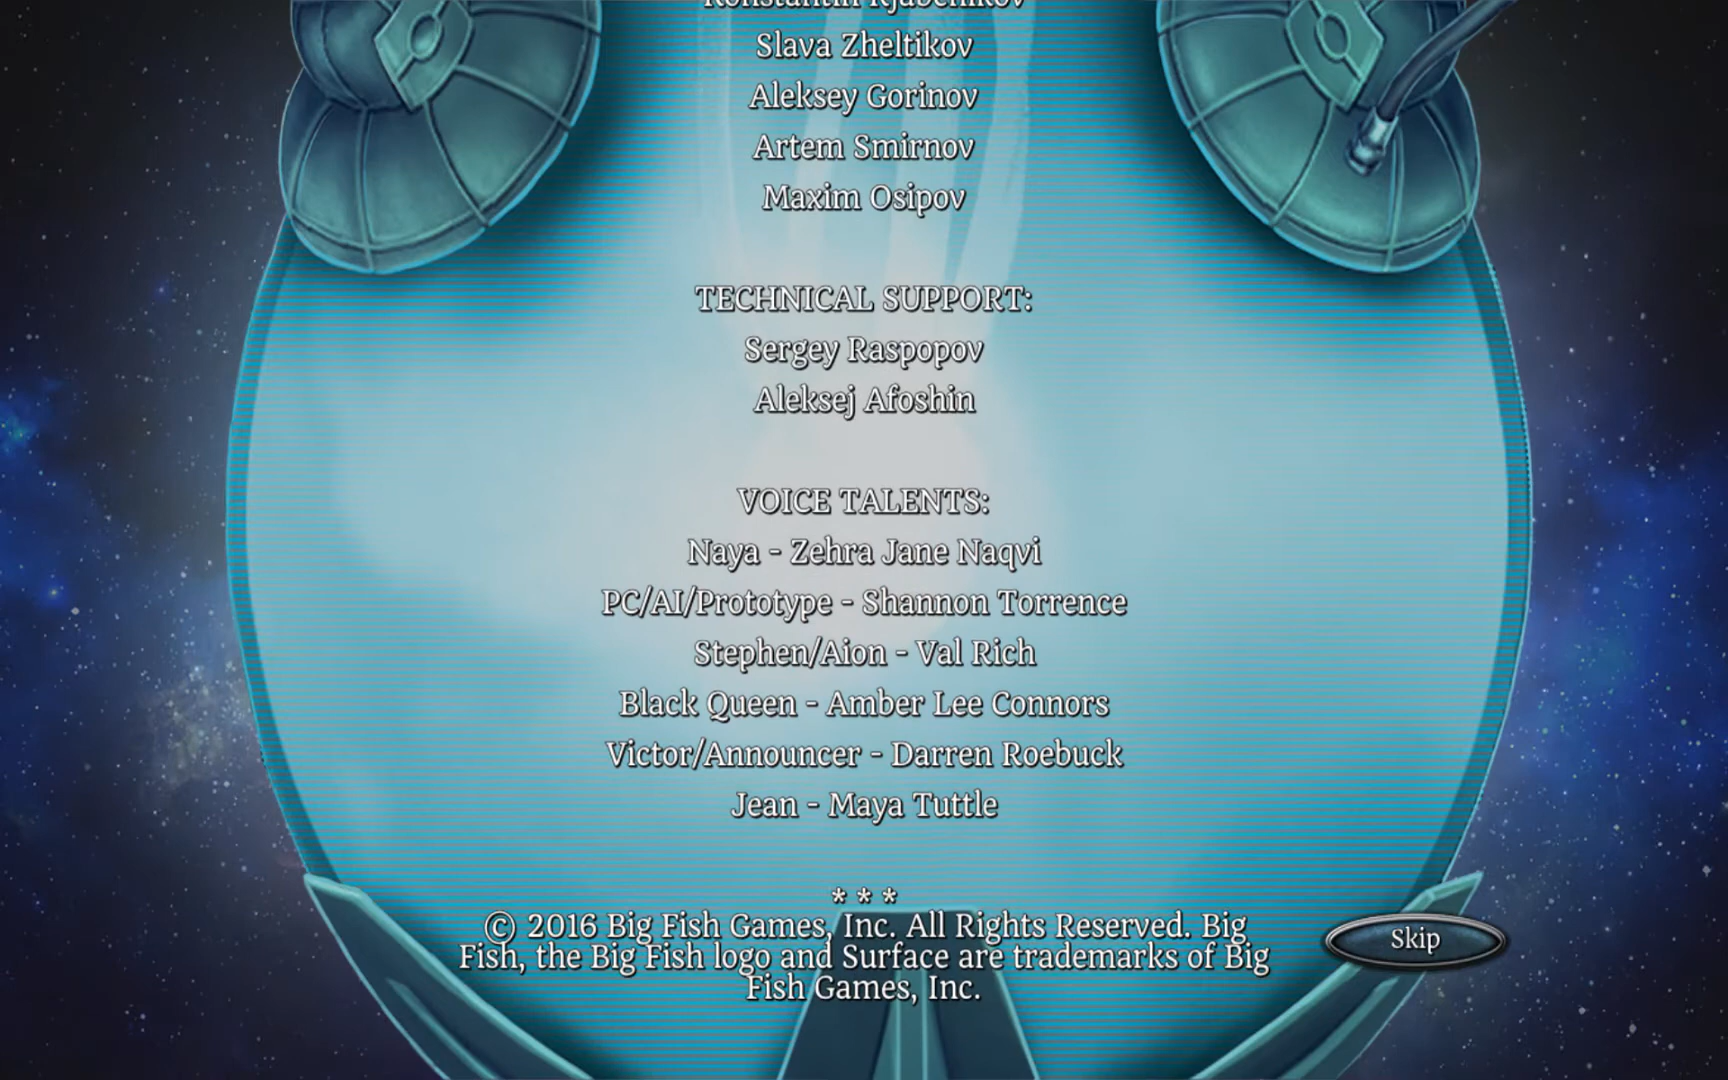 Slava Zheltikov
Aleksey Gorinov
Artem Smirnov
Maxim Osipov
TECHNICAL SUPPORT:
Sergey Raspopov
Aleksej Afoshin
VOICE TALENTS:
Naya - Zehra Jane Naqvi
PC/AI/Prototype - Shannon Torrence
Stephen/Aion - Val Rich
Black Queen - Amber Lee Connors
Victor/Announcer - Darren Roebuck
Jean - Maya Tuttle
* * *
© 2016 Big Fish Games, Inc. All Rights Reserved. Big
Fish, the Big Fish logo and Surface are trademarks of Big
Fish Games, Inc.
Skip